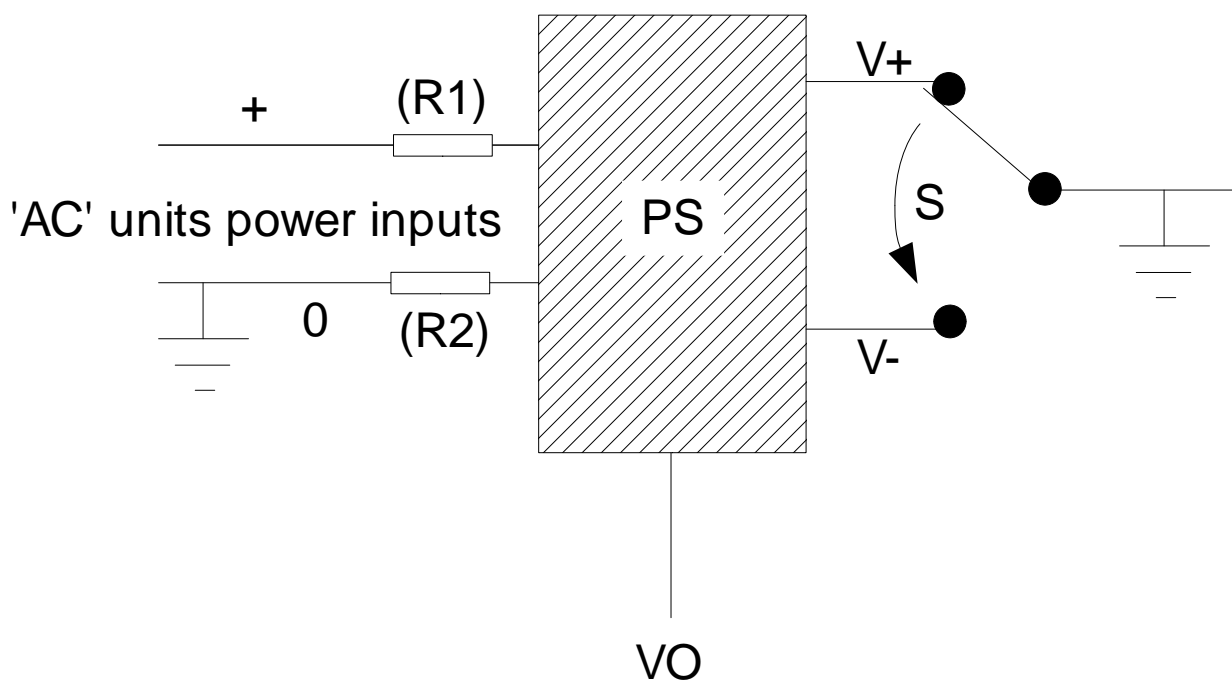 V+
+
(R1)
'AC' units power inputs
PS
S
0
(R2)
V-
VO